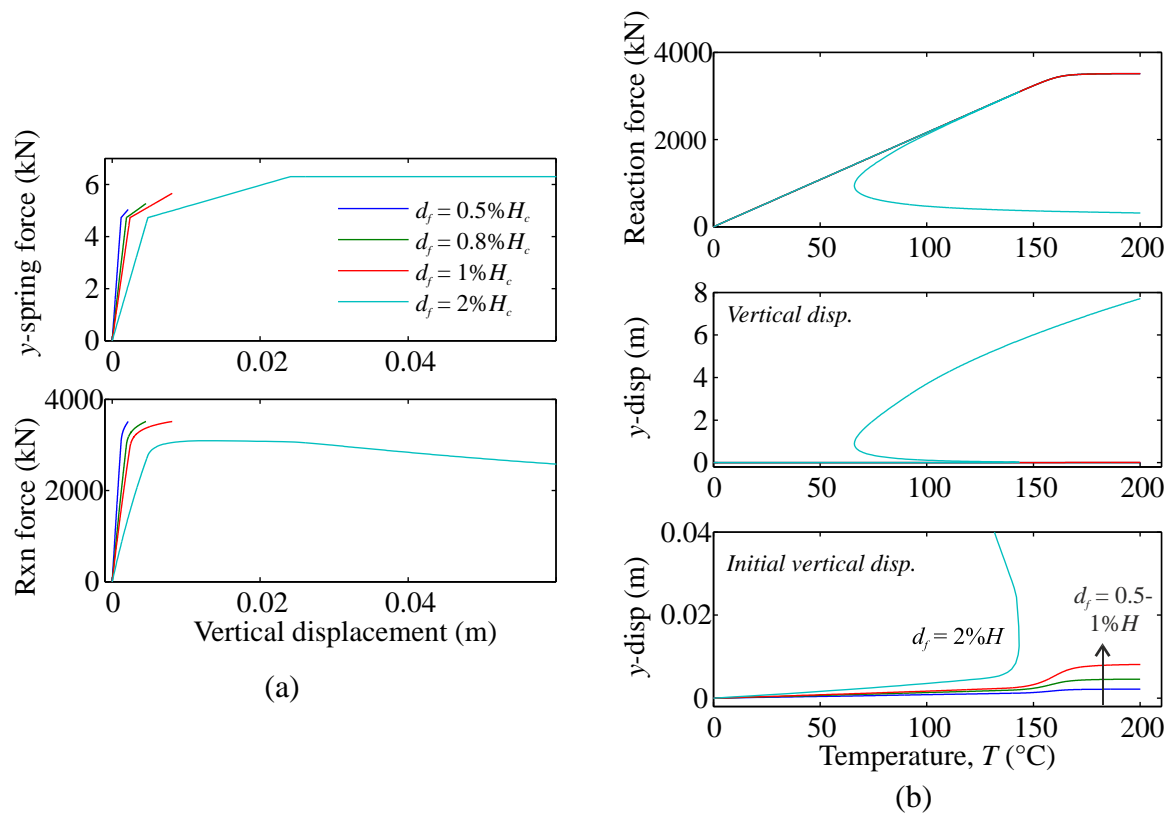 y-spring force (kN)
6
4
2
0
0
0.02
0.04
d_f = 0.5%H_c
d_f = 0.8%H_c
d_f = 1%H_c
d_f = 2%H_c
Rxn force (kN)
4000
2000
0
0
0.02
0.04
Vertical displacement (m)
(a)
Reaction force (kN)
4000
2000
0
0
50
100
150
200
y-disp (m)
8
6
4
2
0
Vertical disp.
0
50
100
150
200
y-disp (m)
0.04
0.02
0
Initial vertical disp.
d_f = 2%H
d_f = 0.5-
1%H
0
50
100
150
200
Temperature, T (°C)
(b)